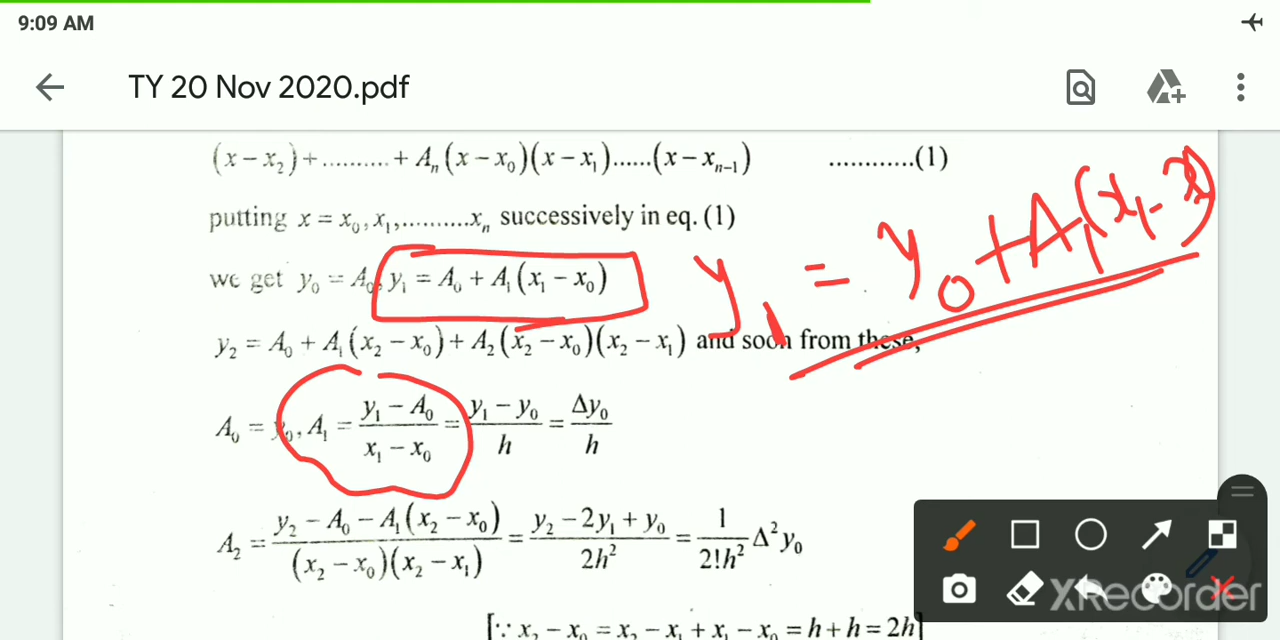 9:09 AM
TY 20 Nov 2020.pdf
(x − x₂) + .......... + Aₙ (x − x₀)(x − x₁)......(x − xₙ₋₁) ............(1)
putting x = x₀, x₁,..........xₙ successively in eq. (1)
we get y₀ = A₀, y₁ = A₀ + A₁ (x₁ − x₀)
y₁ = y₀ + A₁(x₁ −
y₂ = A₀ + A₁ (x₂ − x₀) + A₂ (x₂ − x₀)(x₂ − x₁) and soon from these,
A₀ = y₀, A₁ = (y₁ − A₀)/(x₁ − x₀) = (y₁ − y₀)/h = Δy₀/h
A₂ = (y₂ − A₀ − A₁ (x₂ − x₀))/((x₂ − x₀)(x₂ − x₁)) = (y₂ − 2y₁ + y₀)/2h² = 1/(2!h²) Δ² y₀
[∵ x₂ − x₀ = x₂ − x₁ + x₁ − x₀ = h + h = 2h]
XRecorder